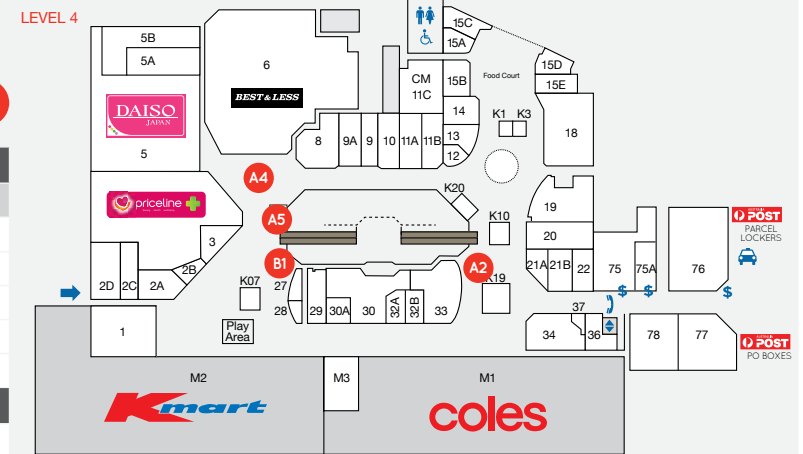 LEVEL 4
5B
5A
DAISO
JAPAN
5
6
BEST&LESS
15C
15A
15D
15E
Food Court
CM
11C
15B
14
13
12
K1 K3
18
8
9A
9
10
11A
11B
A4
priceline
3
2B
2D
2C
2A
A5
B1
A2
K20
K10
K19
K07
19
20
21A
21B
22
75
75A
76
AUSTRALIA
POST
PARCEL
LOCKERS
$
$
$
27
28
29
30A
30
32A
32B
33
37
34
36
78
77
AUSTRALIA
POST
PO BOXES
Play
Area
1
M2
Kmart
M3
M1
coles